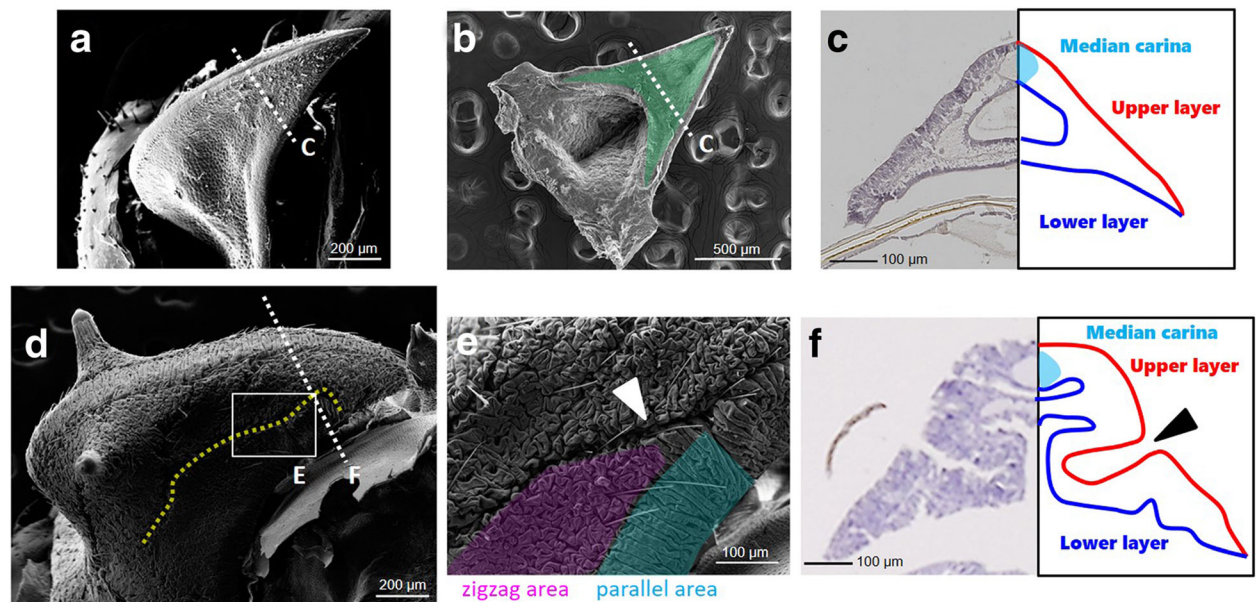 a
C
200 µm
b
C
500 µm
c
100 µm
Median carina
Upper layer
Lower layer
d
E
F
200 µm
e
100 µm
zigzag area
parallel area
f
100 µm
Median carina
Upper layer
Lower layer